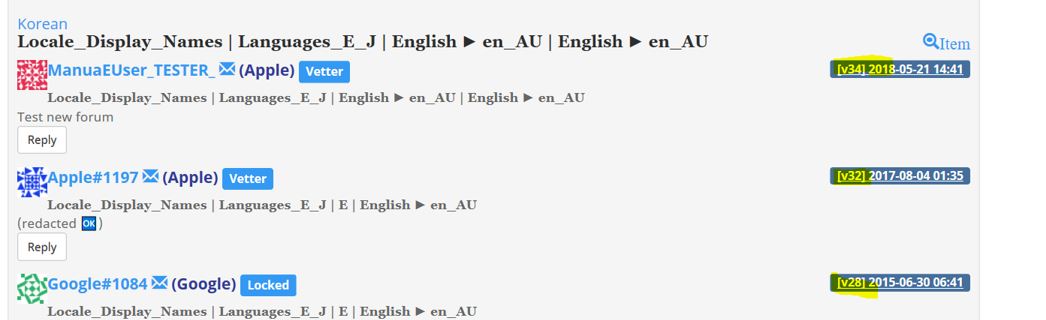 Korean
Locale_Display_Names | Languages_E_J | English ► en_AU | English ► en_AU
Item
ManuaEUser_TESTER_ (Apple) Vetter [v34] 2018-05-21 14:41
Locale_Display_Names | Languages_E_J | English ► en_AU | English ► en_AU
Test new forum
Reply
Apple#1197 (Apple) Vetter [v32] 2017-08-04 01:35
Locale_Display_Names | Languages_E_J | E | English ► en_AU
(redacted 🆗)
Reply
Google#1084 (Google) Locked [v28] 2015-06-30 06:41
Locale_Display_Names | Languages_E_J | E | English ► en_AU